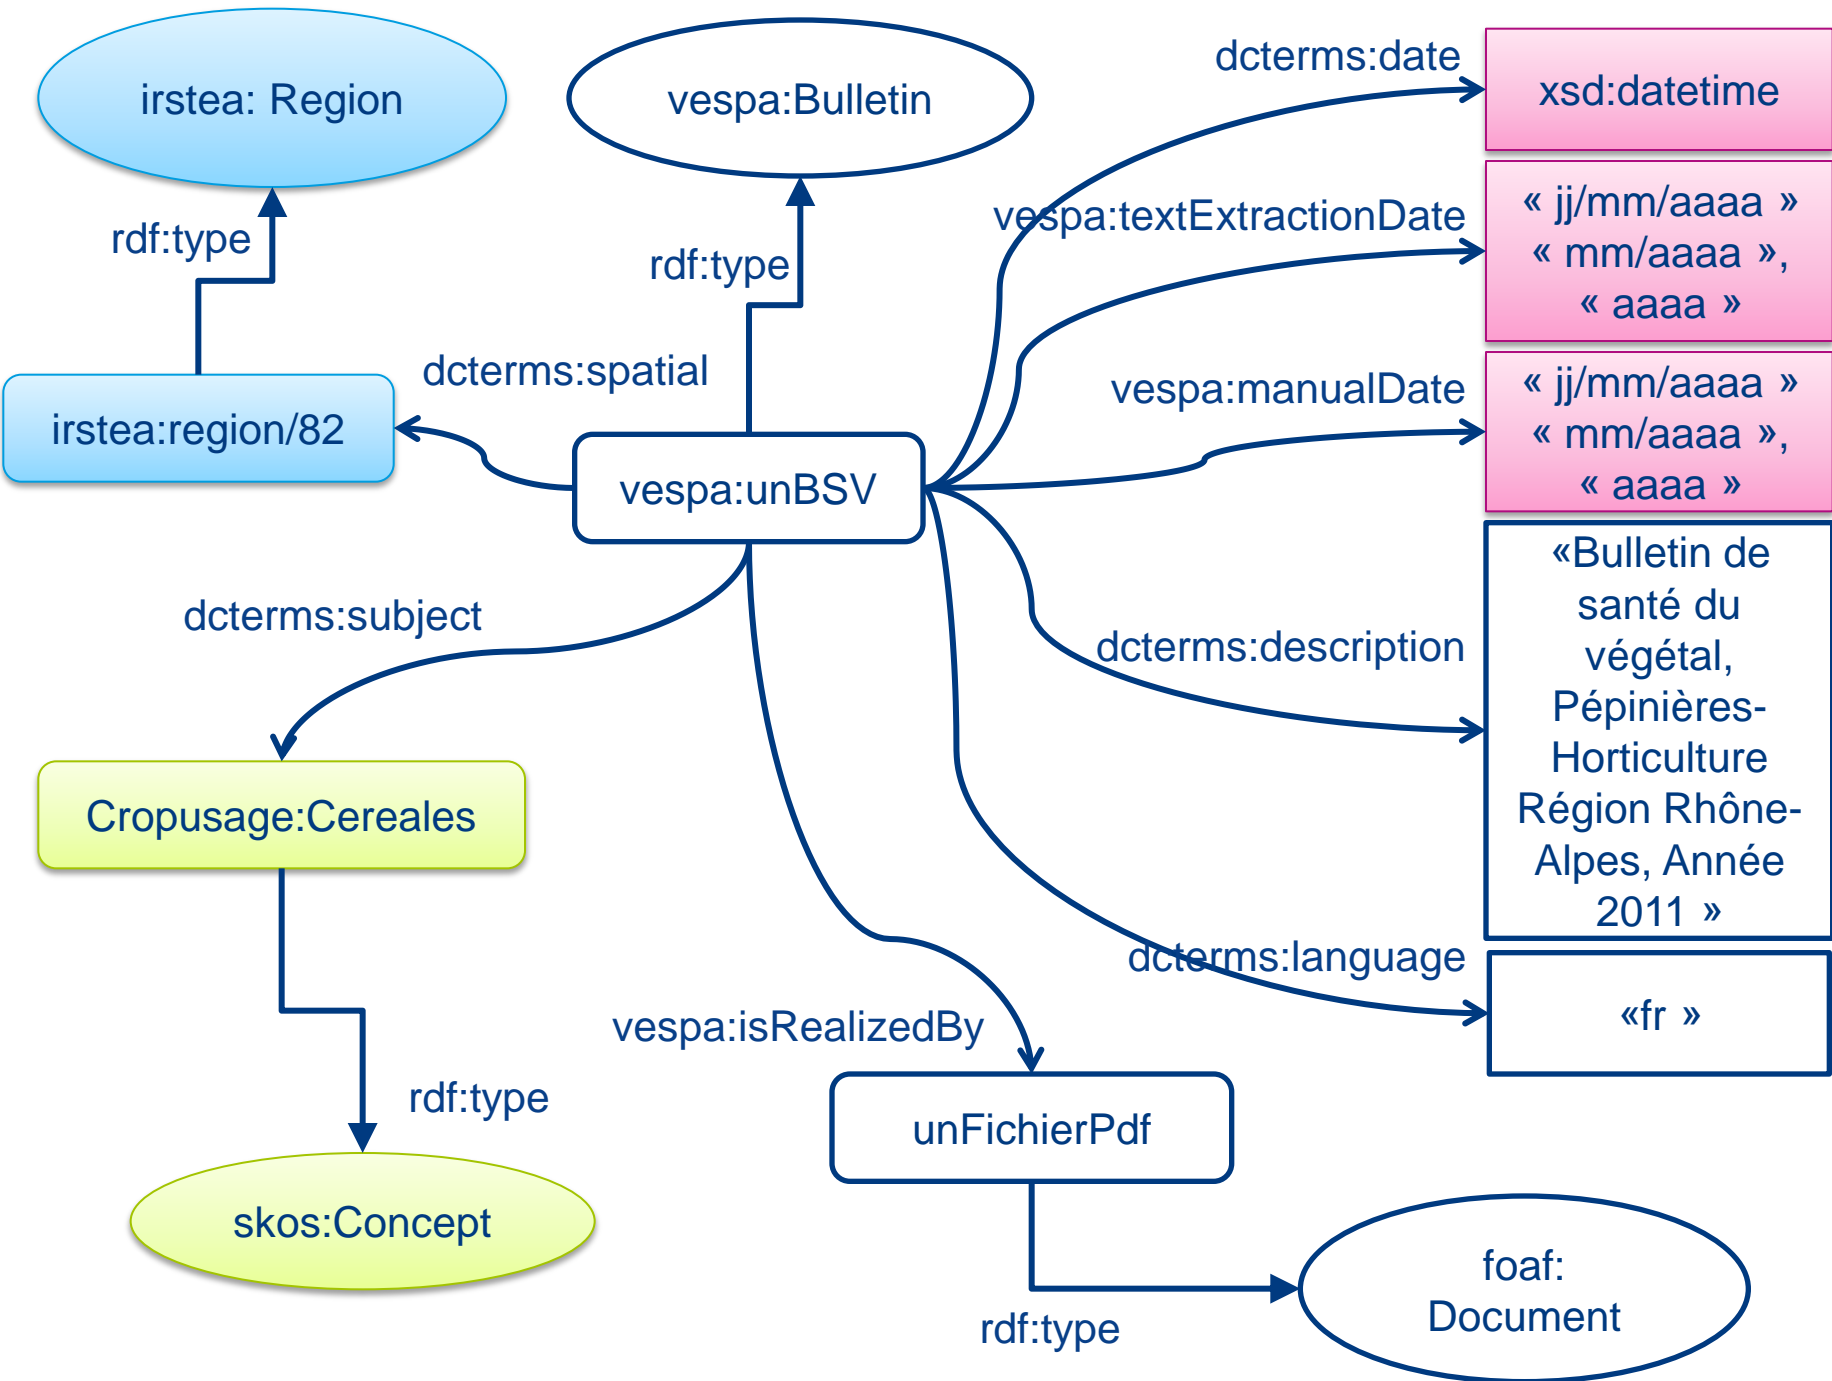 irstea: Region
vespa:Bulletin
dcterms:date
xsd:datetime
rdf:type
rdf:type
vespa:textExtractionDate
« jj/mm/aaaa »
« mm/aaaa »,
« aaaa »
dcterms:spatial
vespa:manualDate
« jj/mm/aaaa »
« mm/aaaa »,
« aaaa »
irstea:region/82
vespa:unBSV
dcterms:subject
dcterms:description
«Bulletin de
santé du
végétal,
Pépinières-
Horticulture
Région Rhône-
Alpes, Année
2011 »
Cropusage:Cereales
dcterms:language
«fr »
vespa:isRealizedBy
rdf:type
unFichierPdf
skos:Concept
foaf:
Document
rdf:type